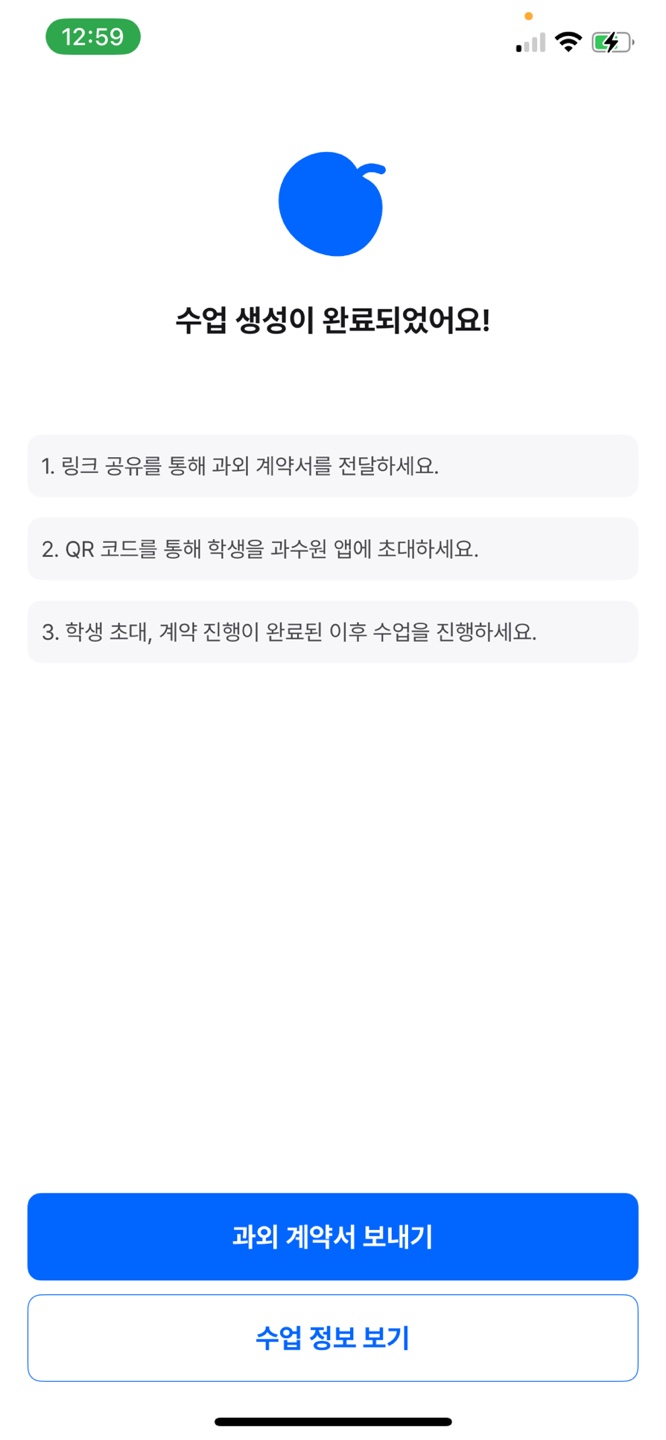 12:59
수업 생성이 완료되었어요!
1. 링크 공유를 통해 과외 계약서를 전달하세요.
2. QR 코드를 통해 학생을 과수원 앱에 초대하세요.
3. 학생 초대, 계약 진행이 완료된 이후 수업을 진행하세요.
과외 계약서 보내기
수업 정보 보기